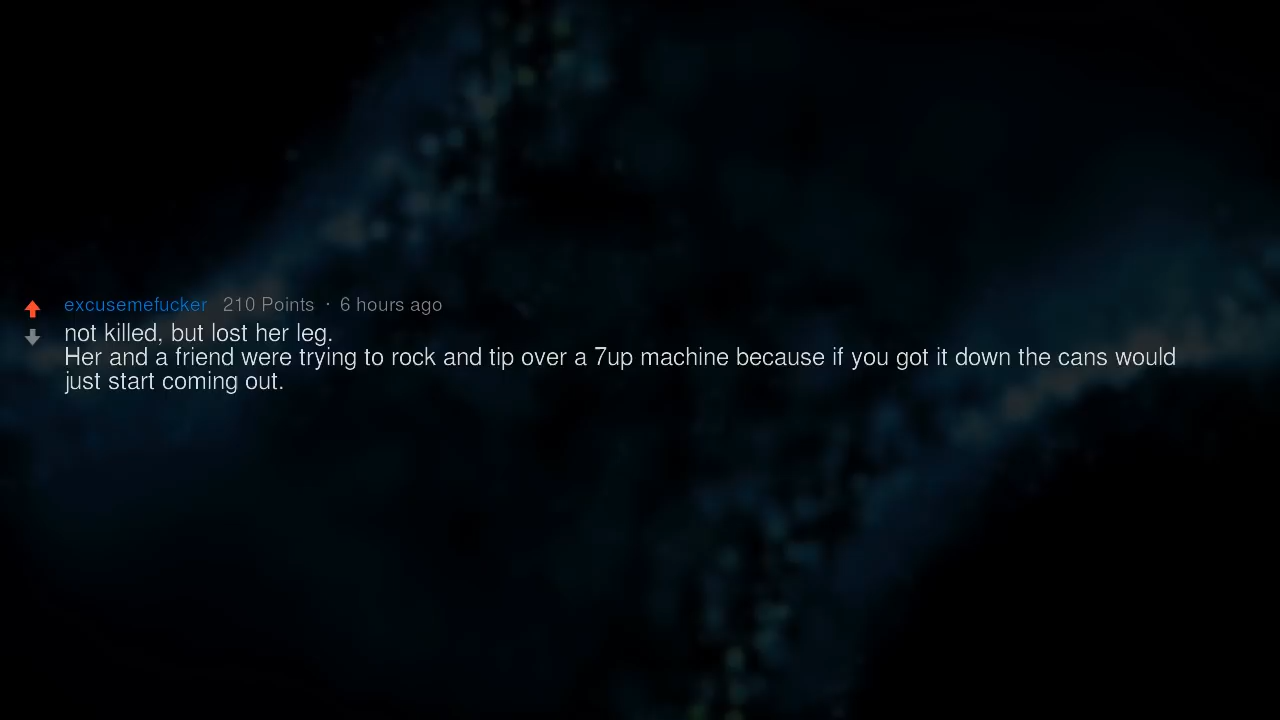 excusemefucker 210 Points · 6 hours ago
not killed, but lost her leg.
Her and a friend were trying to rock and tip over a 7up machine because if you got it down the cans would
just start coming out.